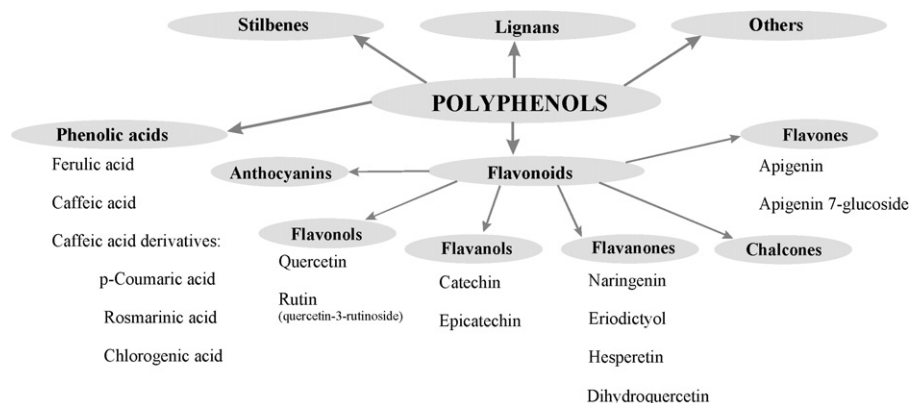 Stilbenes
Lignans
Others
POLYPHENOLS
Phenolic acids
Ferulic acid
Caffeic acid
Caffeic acid derivatives:
p-Coumaric acid
Rosmarinic acid
Chlorogenic acid
Flavonoids
Anthocyanins
Flavonols
Quercetin
Rutin
(quercetin-3-rutinoside)
Flavanols
Catechin
Epicatechin
Flavanones
Naringenin
Eriodictyol
Hesperetin
Dihydroquercetin
Chalcones
Flavones
Apigenin
Apigenin 7-glucoside